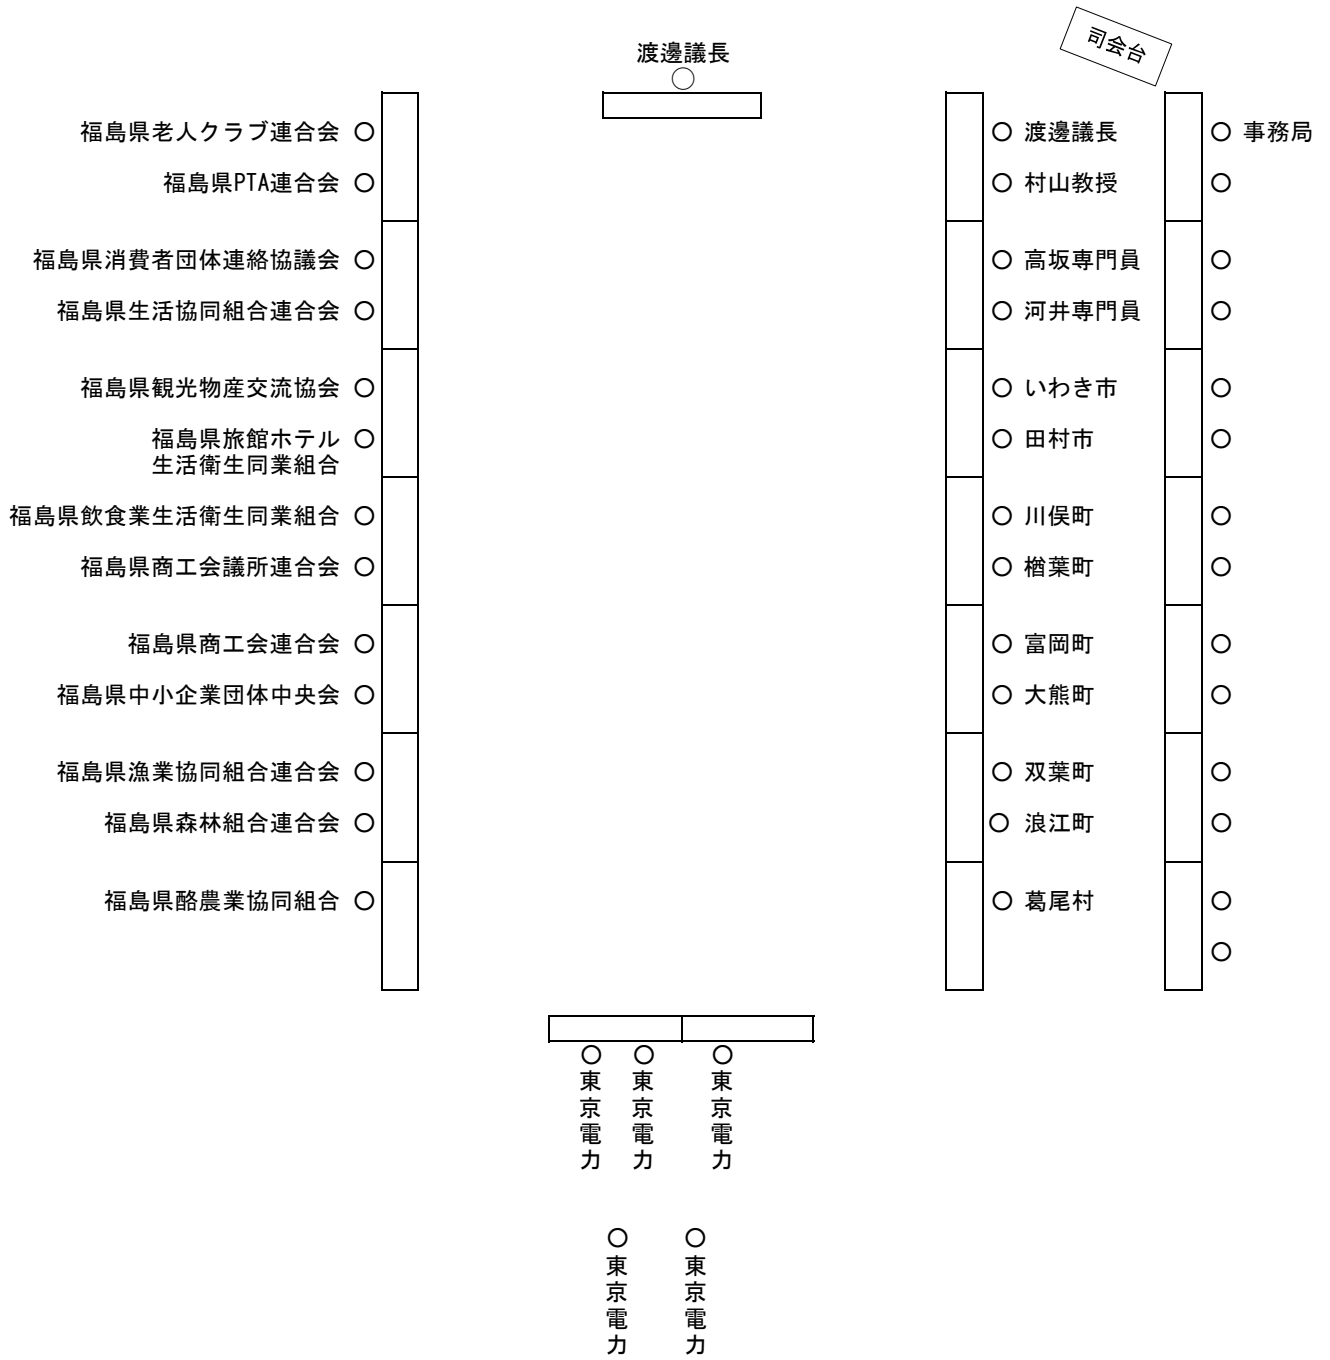 司会台
渡邊議長
福島県老人クラブ連合会
福島県PTA連合会
福島県消費者団体連絡協議会
福島県生活協同組合連合会
福島県観光物産交流協会
福島県旅館ホテル
生活衛生同業組合
福島県飲食業生活衛生同業組合
福島県商工会議所連合会
福島県商工会連合会
福島県中小企業団体中央会
福島県漁業協同組合連合会
福島県森林組合連合会
福島県酪農業協同組合
渡邊議長
村山教授
高坂専門員
河井専門員
いわき市
田村市
川俣町
楢葉町
富岡町
大熊町
双葉町
浪江町
葛尾村
事務局
東京電力
東京電力
東京電力
東京電力
東京電力